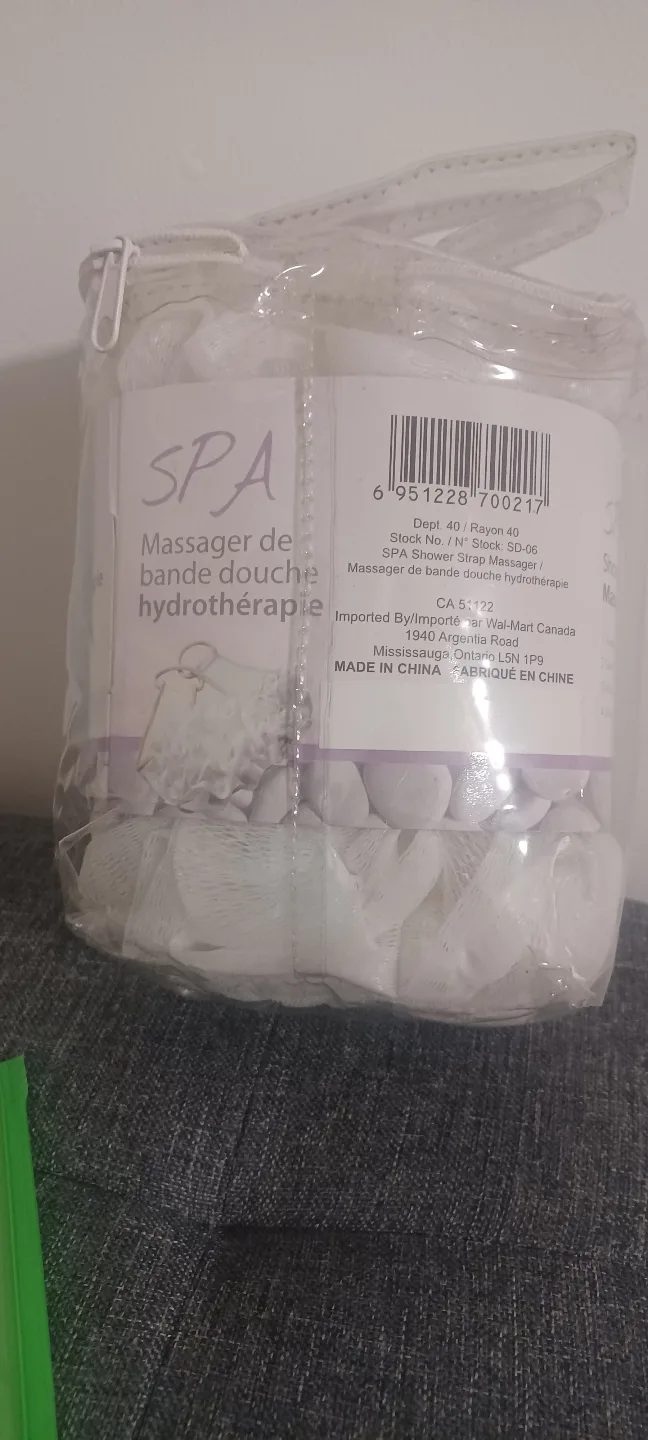 SPA
Massager de
bande douche
hydrothérapie
6 951228 700217
Dept. 40 / Rayon 40
Stock No. / N° Stock: SD-06
SPA Shower Strap Massager /
Massager de bande douche hydrothérapie
CA 51122
Imported By/Importé par Wal-Mart Canada
1940 Argentia Road
Mississauga, Ontario L5N 1P9
MADE IN CHINA FABRIQUÉ EN CHINE